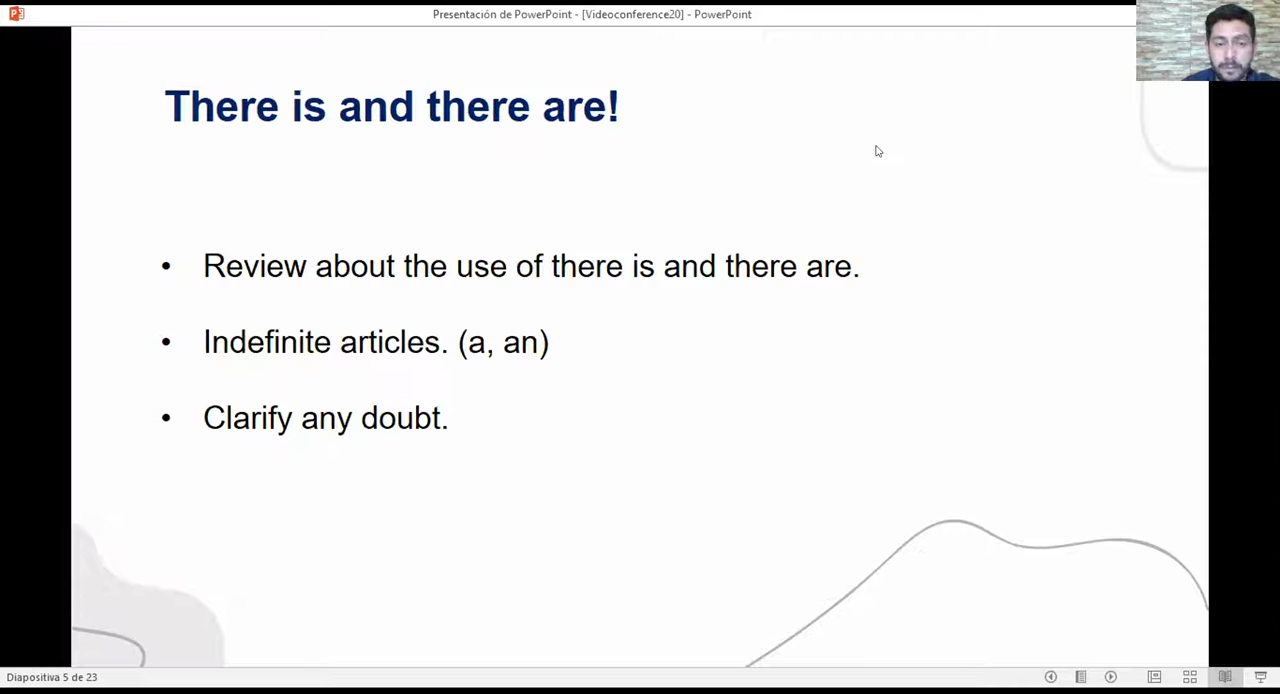 Presentación de PowerPoint - [Videoconference20] - PowerPoint
There is and there are!
• Review about the use of there is and there are.
• Indefinite articles. (a, an)
• Clarify any doubt.
Diapositiva 5 de 23